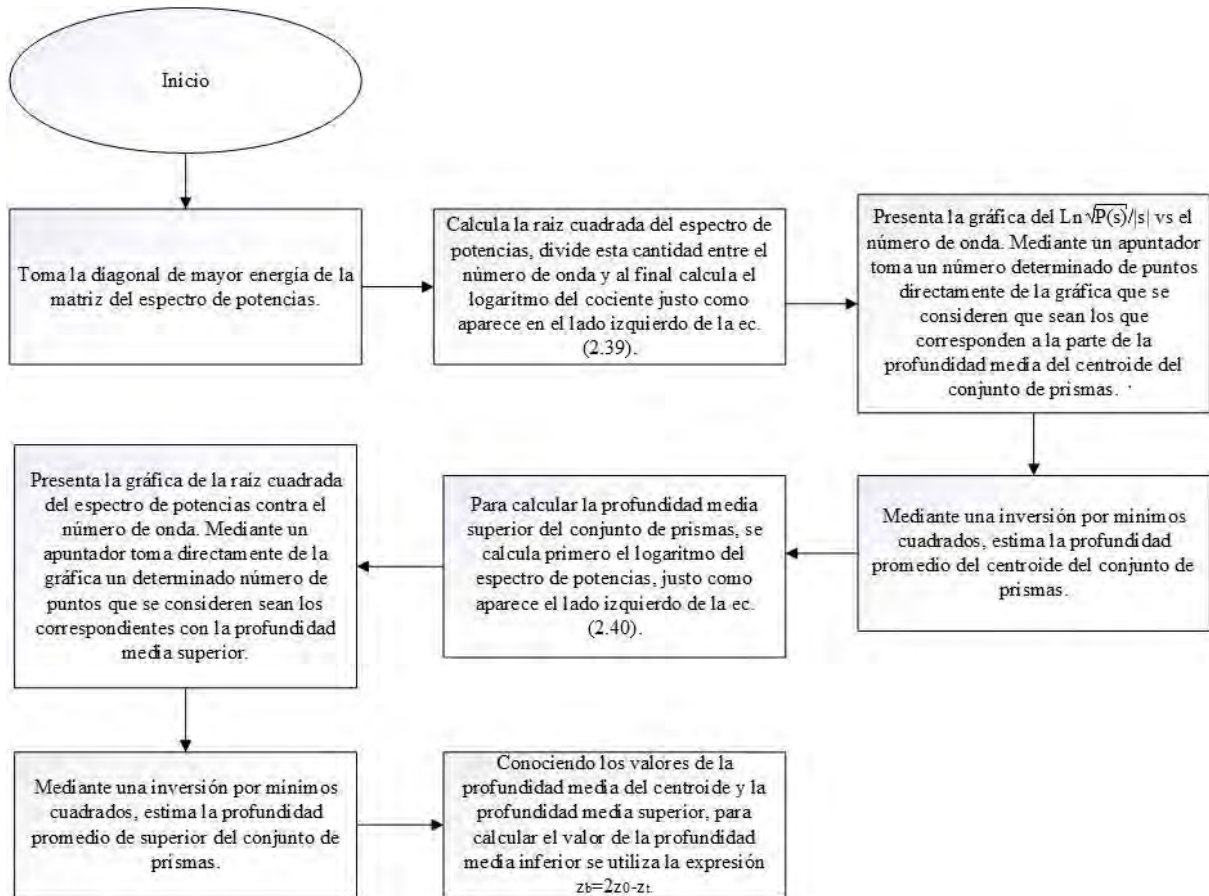 Inicio
Toma la diagonal de mayor energía de la
matriz del espectro de potencias.
Calcula la raiz cuadrada del espectro de
potencias, divide esta cantidad entre el
número de onda y al final calcula el
logaritmo del cociente justo como
aparece en el lado izquierdo de la ec.
(2.39).
Presenta la gráfica del Ln√P(s)/|s| vs el
número de onda. Mediante un apuntador
toma un número determinado de puntos
directamente de la gráfica que se
consideren que sean los que
corresponden a la parte de la
profundidad media del centroide del
conjunto de prismas.
Mediante una inversión por minimos
cuadrados, estima la profundidad
promedio del centroide del conjunto de
prismas.
Para calcular la profundidad media
superior del conjunto de prismas, se
calcula primero el logaritmo del
espectro de potencias, justo como
aparece el lado izquierdo de la ec.
(2.40).
Presenta la gráfica de la raiz cuadrada
del espectro de potencias contra el
número de onda. Mediante un
apuntador toma directamente de la
gráfica un determinado número de
puntos que se consideren sean los
correspondientes con la profundidad
media superior.
Mediante una inversión por minimos
cuadrados, estima la profundidad
promedio de superior del conjunto de
prismas.
Conociendo los valores de la
profundidad media del centroide y la
profundidad media superior, para
calcular el valor de la profundidad
media inferior se utiliza la expresión
zb=2z0-zt.